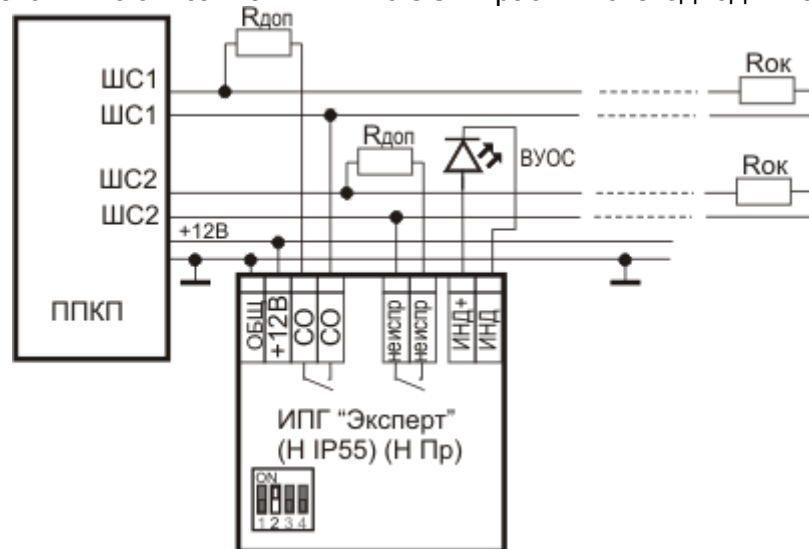 Rдоп
ШС1
ШС1
Rок
Rдоп
ВУОС
ШС2
Rок
ШС2
+12В
ППКП
ОБЩ
+12В
СО
СО
неиспр
неиспр
ИНД+
ИНД
ИПГ “Эксперт”
(Н IP55) (Н Пр)
ON
1 2 3 4